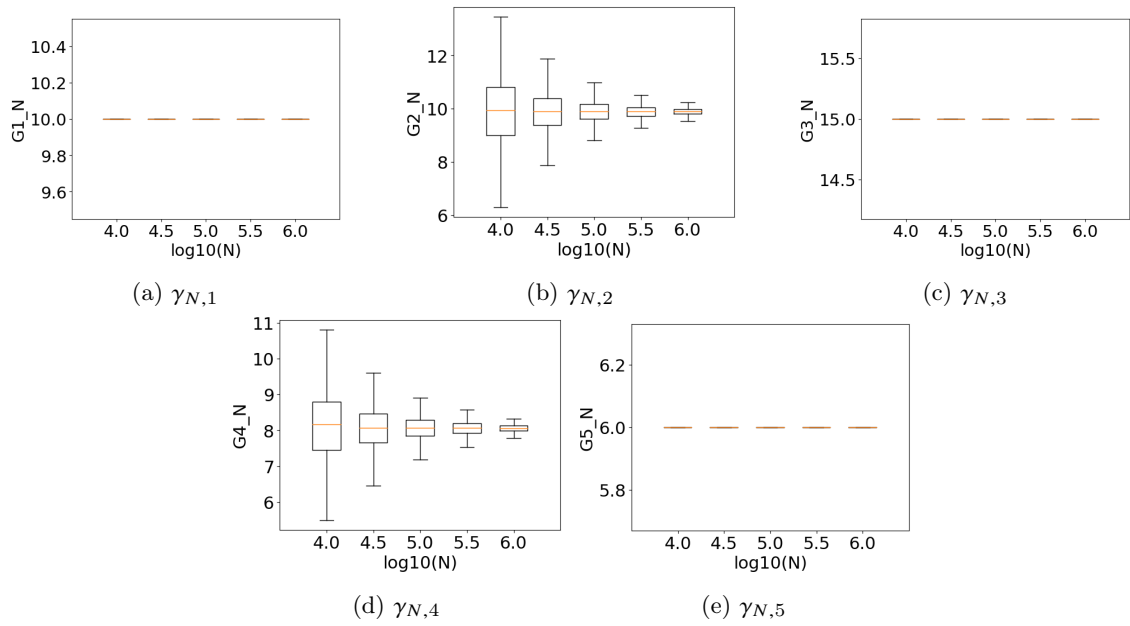 10.4
10.2
10.0
9.8
9.6
G1_N
4.0 4.5 5.0 5.5 6.0
log10(N)
(a) γN,1
12
10
8
6
G2_N
4.0 4.5 5.0 5.5 6.0
log10(N)
(b) γN,2
15.5
15.0
14.5
G3_N
4.0 4.5 5.0 5.5 6.0
log10(N)
(c) γN,3
11
10
9
8
7
6
G4_N
4.0 4.5 5.0 5.5 6.0
log10(N)
(d) γN,4
6.2
6.0
5.8
G5_N
4.0 4.5 5.0 5.5 6.0
log10(N)
(e) γN,5